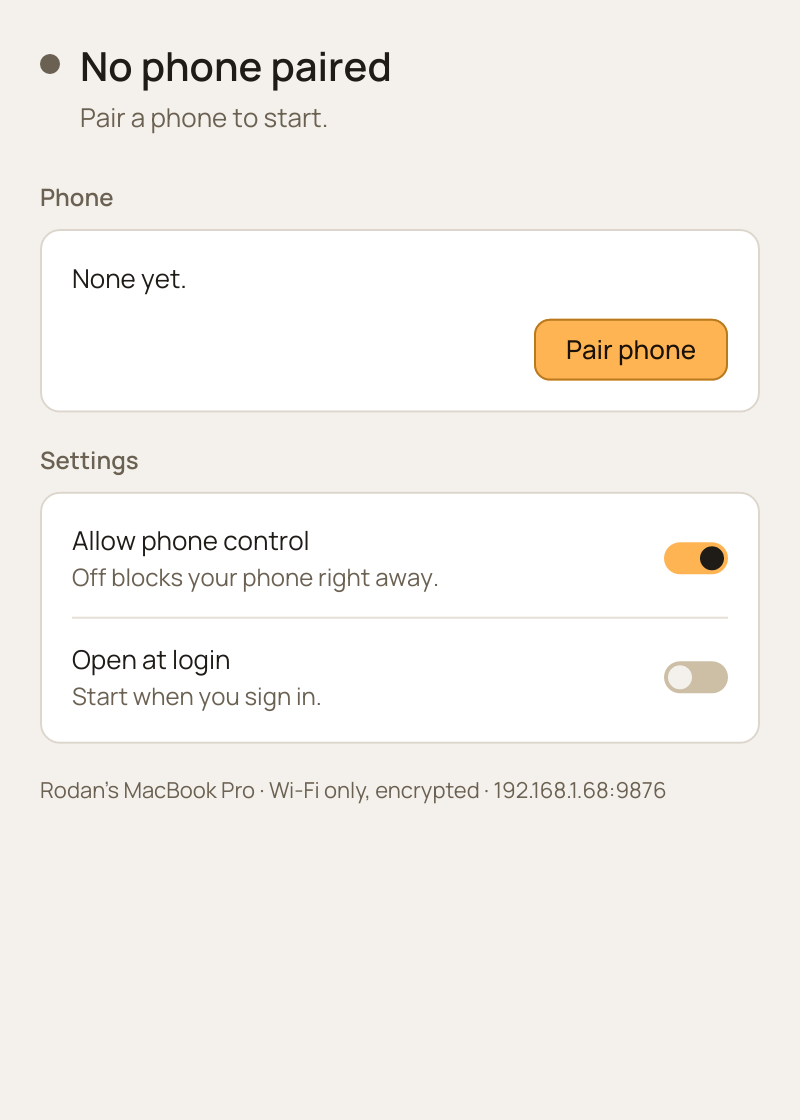 No phone paired
Pair a phone to start.
Phone
None yet.
Pair phone
Settings
Allow phone control
Off blocks your phone right away.
Open at login
Start when you sign in.
Rodan’s MacBook Pro · Wi-Fi only, encrypted · 192.168.1.68:9876